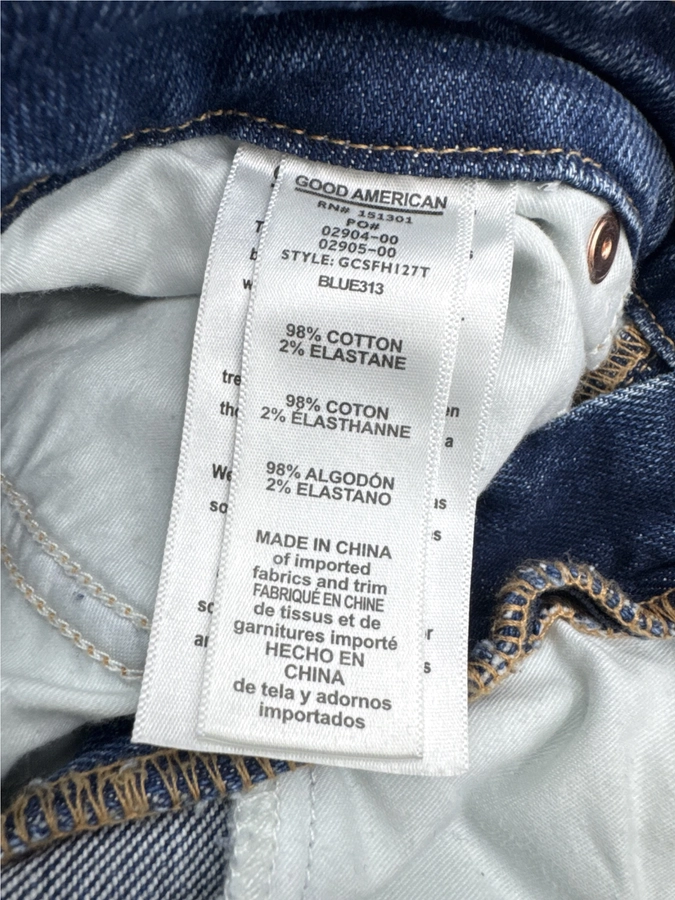 GOOD AMERICAN
RN# 151301
PO#
02904-00
02905-00
STYLE: GCSFH127T
BLUE313
98% COTTON
2% ELASTANE
98% COTON
2% ÉLASTHANNE
98% ALGODÓN
2% ELASTANO
MADE IN CHINA
of imported
fabrics and trim
FABRIQUÉ EN CHINE
de tissus et de
garnitures importé
HECHO EN
CHINA
de tela y adornos
importados